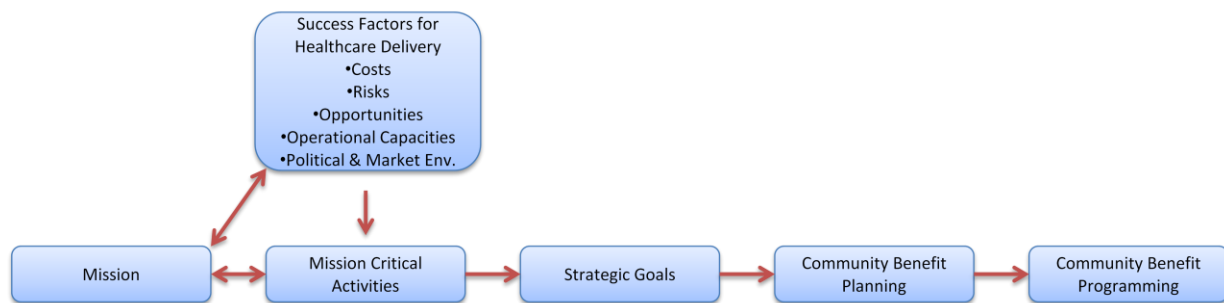 Success Factors for
Healthcare Delivery
•Costs
•Risks
•Opportunities
•Operational Capacities
•Political & Market Env.
Mission
Mission Critical
Activities
Strategic Goals
Community Benefit
Planning
Community Benefit
Programming